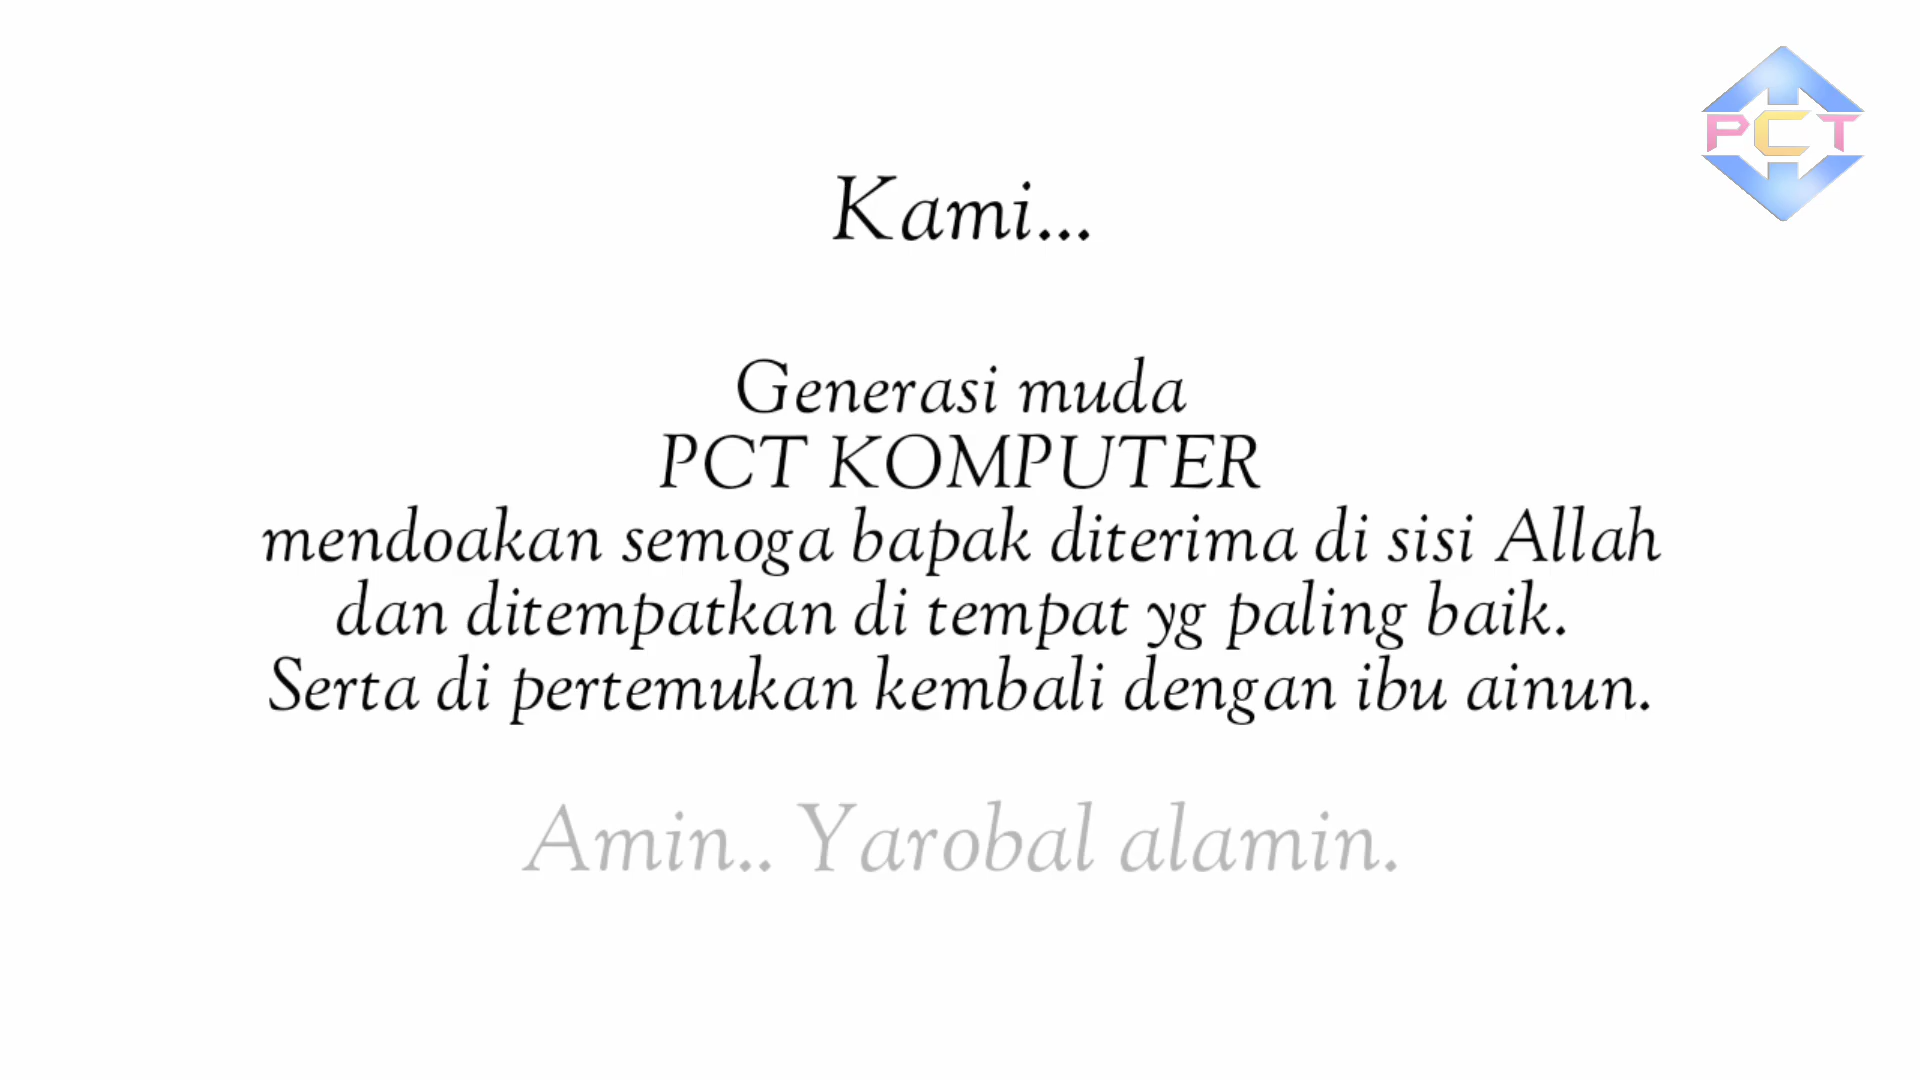 PCT
Kami...
Generasi muda
PCT KOMPUTER
mendoakan semoga bapak diterima di sisi Allah
dan ditempatkan di tempat yg paling baik.
Serta di pertemukan kembali dengan ibu ainun.
Amin.. Yarobal alamin.